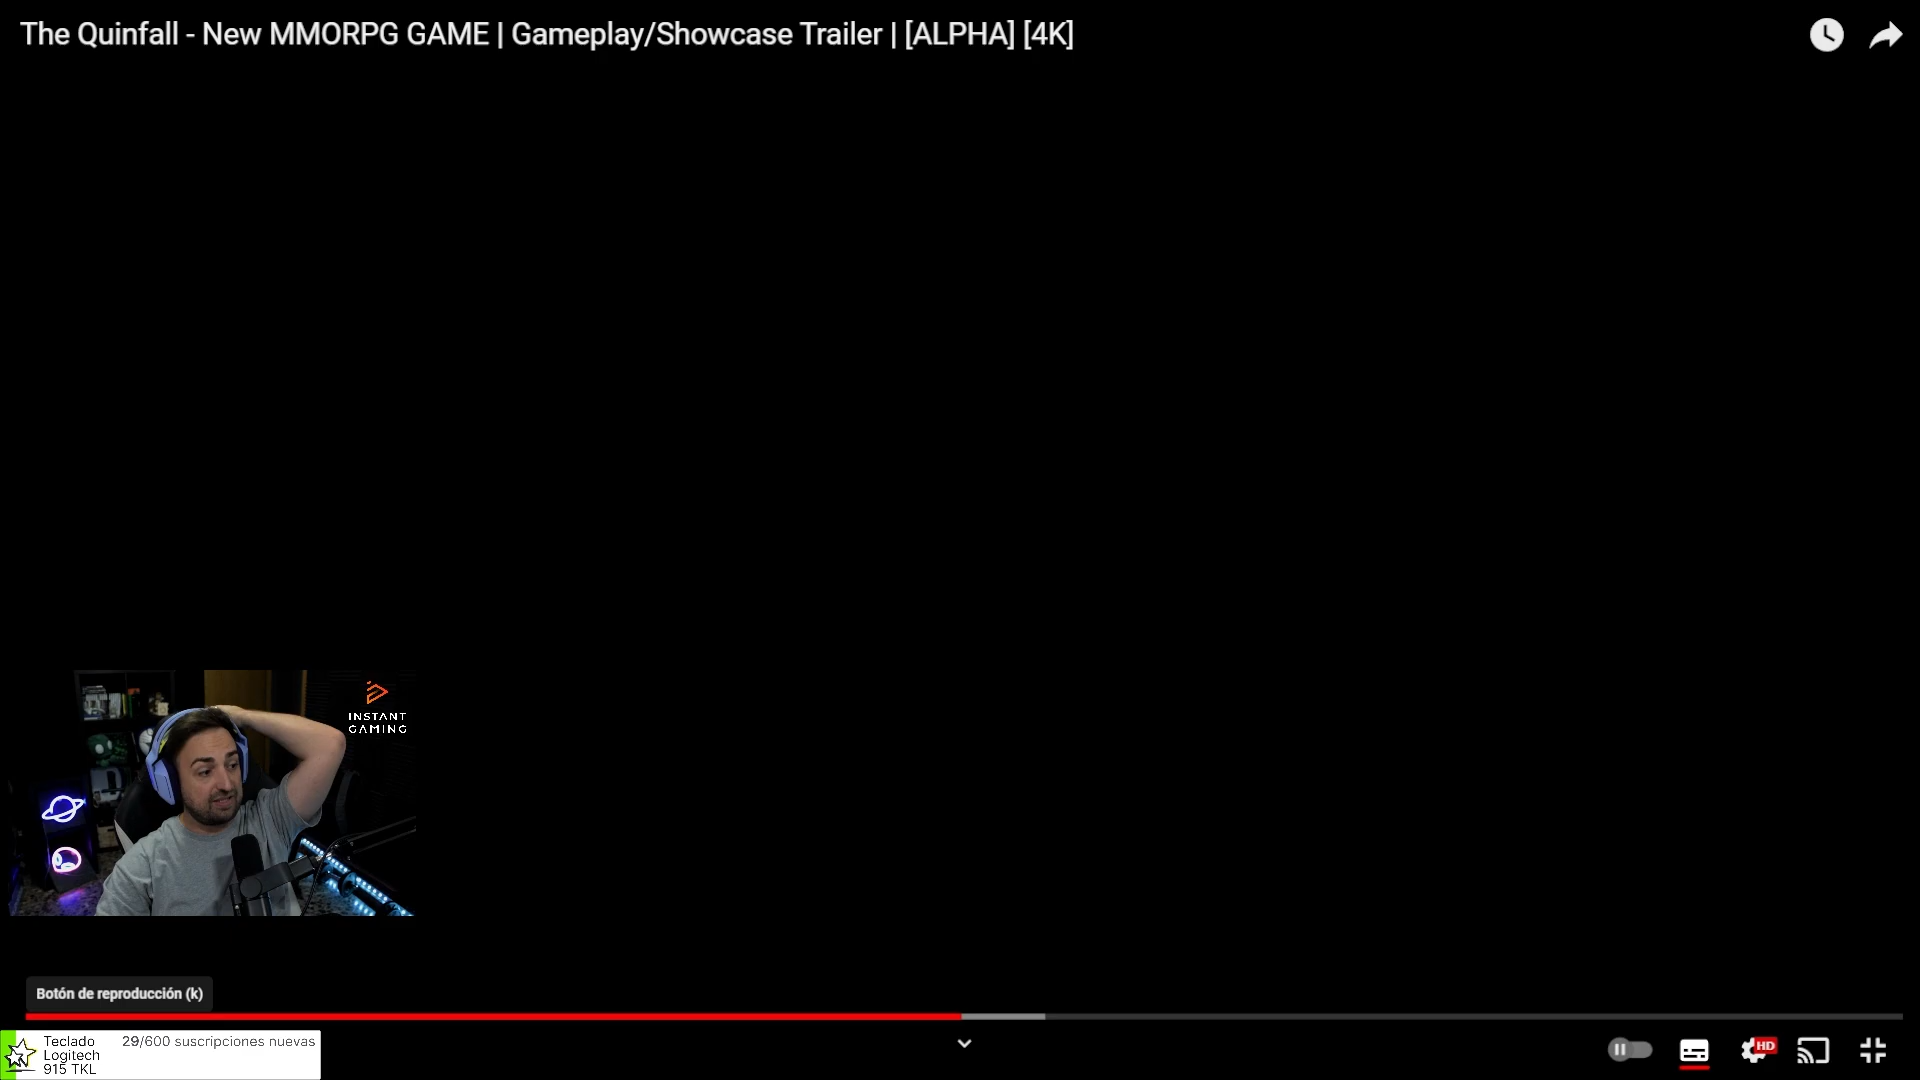 The Quinfall - New MMORPG GAME | Gameplay/Showcase Trailer | [ALPHA] [4K]
INSTANT
GAMING
Botón de reproducción (k)
Teclado
Logitech
915 TKL
29/600 suscripciones nuevas
HD